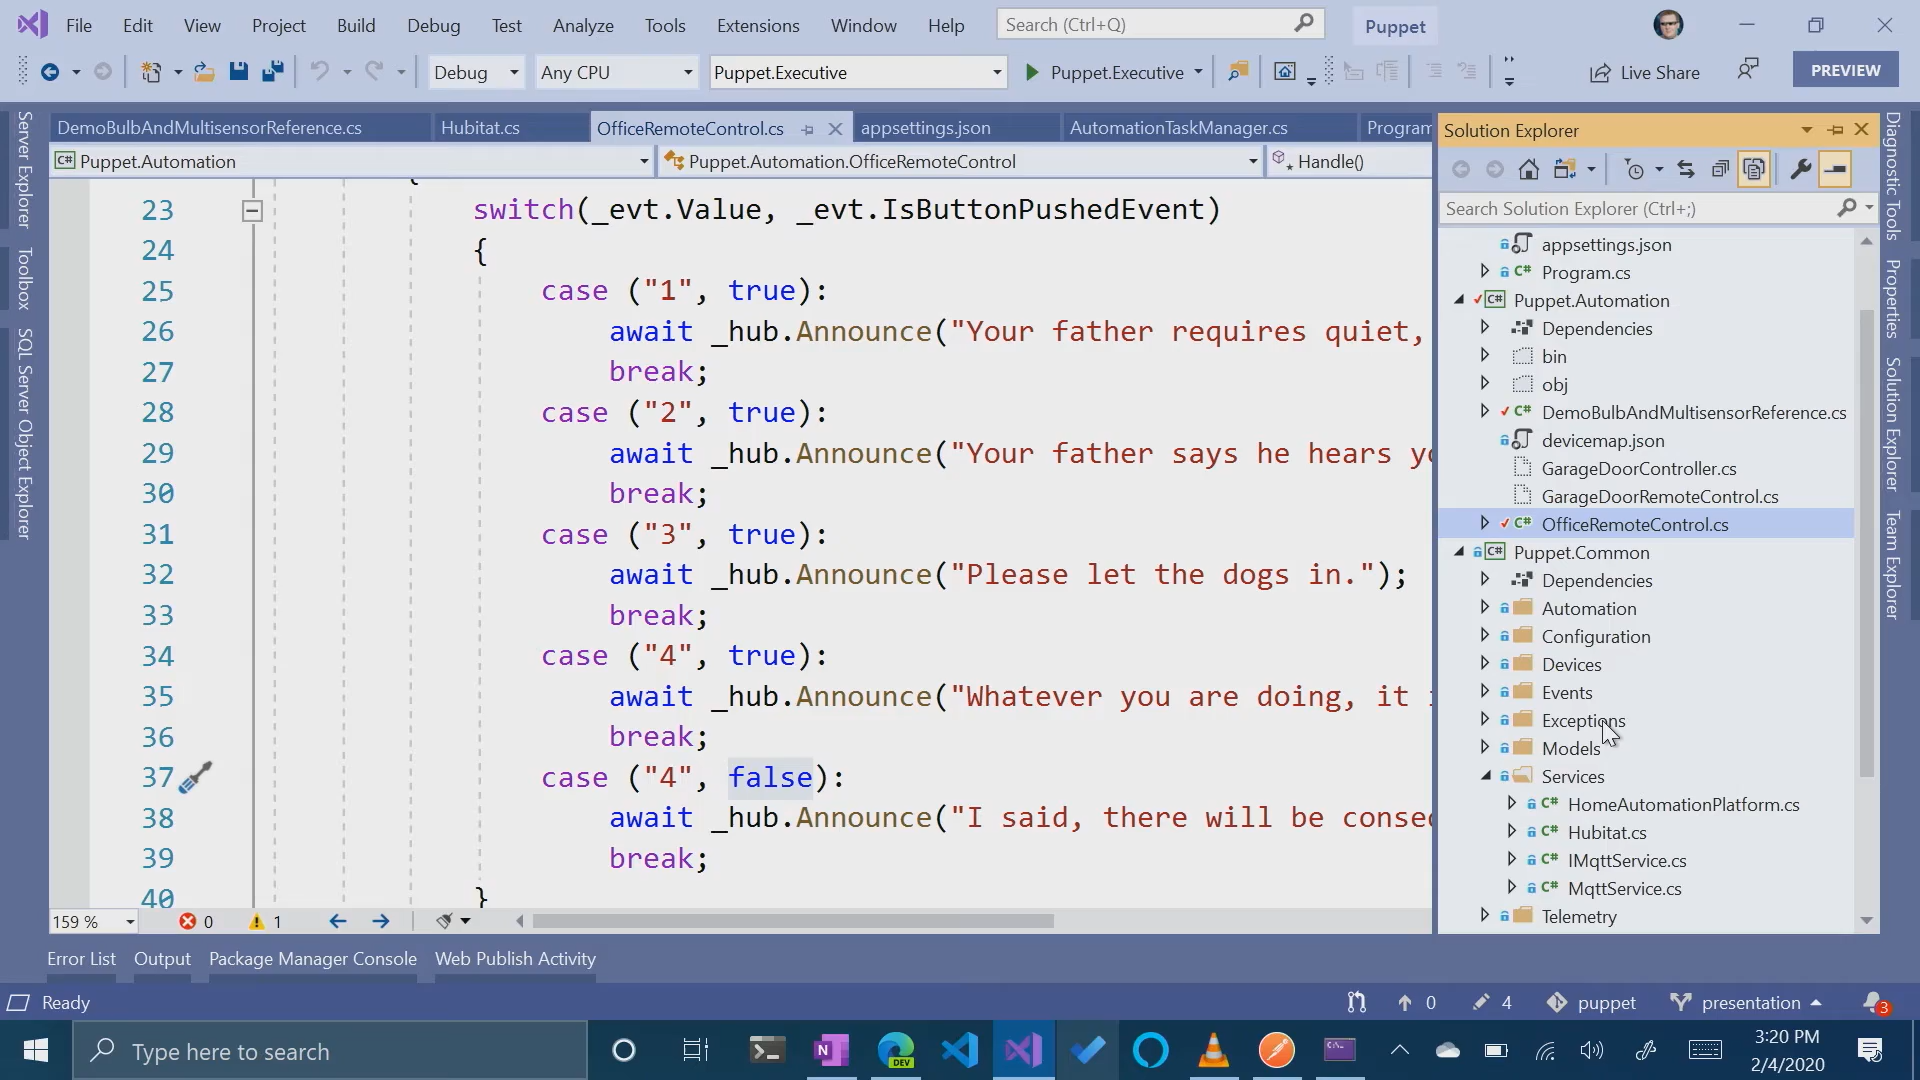 File Edit View Project Build Debug Test Analyze Tools Extensions Window Help Search (Ctrl+Q) Puppet
Debug Any CPU Puppet.Executive Puppet.Executive Live Share PREVIEW
Server Explorer
Toolbox
SQL Server Object Explorer
DemoBulbAndMultisensorReference.cs Hubitat.cs OfficeRemoteControl.cs appsettings.json AutomationTaskManager.cs Program
Puppet.Automation Puppet.Automation.OfficeRemoteControl Handle()
23 switch(_evt.Value, _evt.IsButtonPushedEvent)
24 {
25 case ("1", true):
26 await _hub.Announce("Your father requires quiet,
27 break;
28 case ("2", true):
29 await _hub.Announce("Your father says he hears yo
30 break;
31 case ("3", true):
32 await _hub.Announce("Please let the dogs in.");
33 break;
34 case ("4", true):
35 await _hub.Announce("Whatever you are doing, it i
36 break;
37 case ("4", false):
38 await _hub.Announce("I said, there will be consec
39 break;
40 }
159 % 0 1
Solution Explorer
Search Solution Explorer (Ctrl+;)
appsettings.json
C# Program.cs
C# Puppet.Automation
Dependencies
bin
obj
C# DemoBulbAndMultisensorReference.cs
devicemap.json
GarageDoorController.cs
GarageDoorRemoteControl.cs
C# OfficeRemoteControl.cs
C# Puppet.Common
Dependencies
Automation
Configuration
Devices
Events
Exceptions
Models
Services
C# HomeAutomationPlatform.cs
C# Hubitat.cs
C# IMqttService.cs
C# MqttService.cs
Telemetry
Diagnostic Tools
Properties
Solution Explorer
Team Explorer
Error List Output Package Manager Console Web Publish Activity
Ready 0 4 puppet presentation 3
Type here to search
N DEV
3:20 PM
2/4/2020